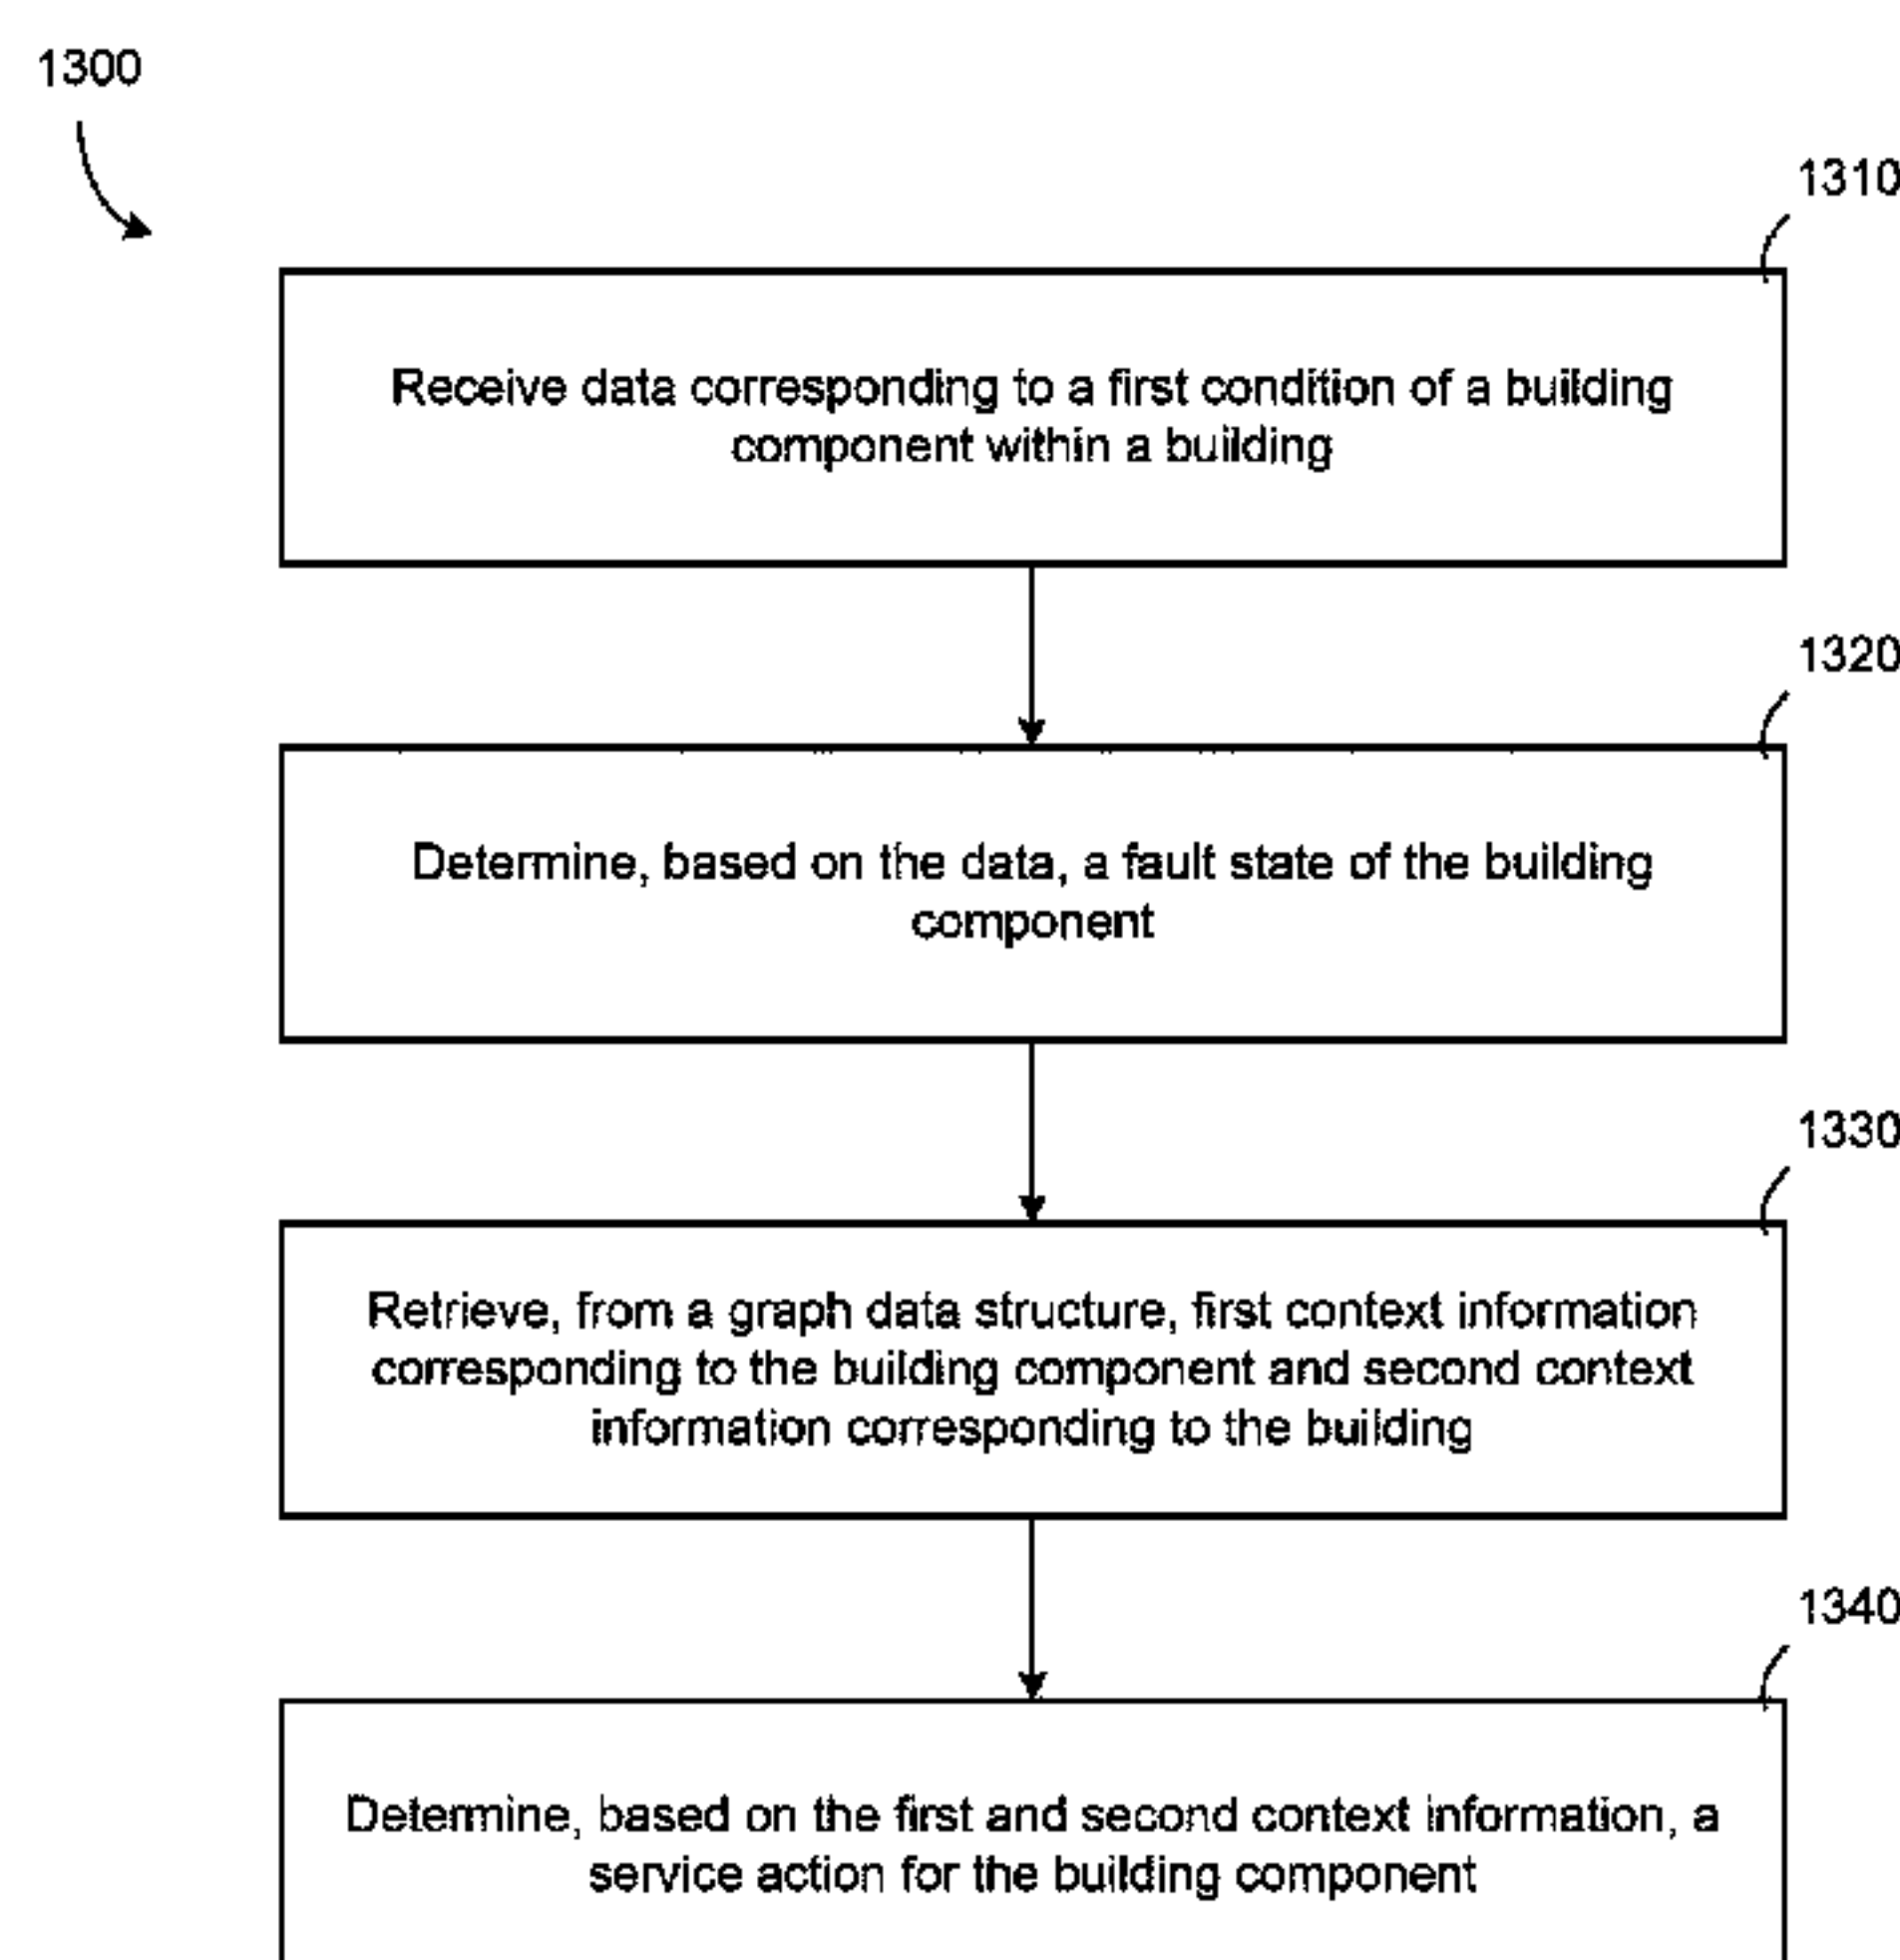 1300
1310
Receive data corresponding to a first condition of a building
component within a building
1320
Determine, based on the data, a fault state of the building
component
1330
Retrieve, from a graph data structure, first context information
corresponding to the building component and second context
information corresponding to the building
1340
Determine, based on the first and second context information, a
service action for the building component